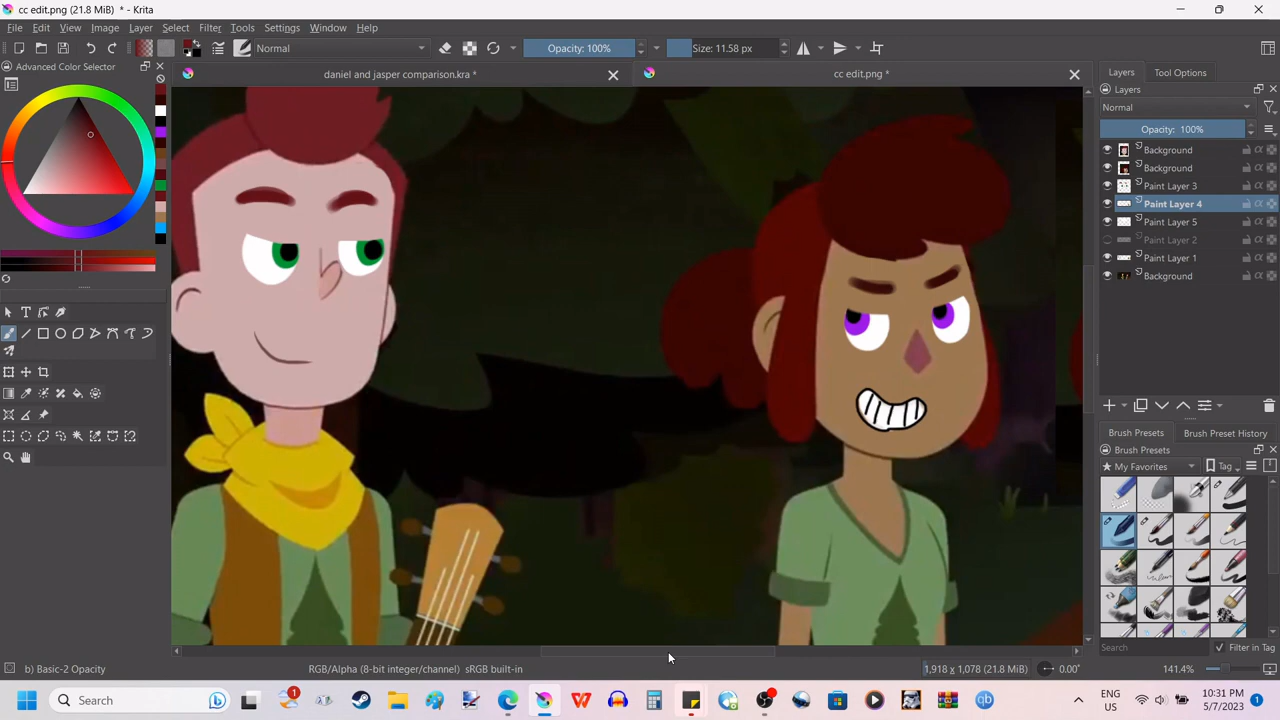 cc edit.png (21.8 MiB) * - Krita
File Edit View Image Layer Select Filter Tools Settings Window Help
Normal Opacity: 100% Size: 11.58 px
Advanced Color Selector
daniel and jasper comparison.kra *
cc edit.png *
Layers Tool Options
Layers
Normal
Opacity: 100%
Background
Background
Paint Layer 3
Paint Layer 4
Paint Layer 5
Paint Layer 2
Paint Layer 1
Background
Brush Presets Brush Preset History
Brush Presets
My Favorites Tag
Search Filter in Tag
b) Basic-2 Opacity RGB/Alpha (8-bit integer/channel) sRGB built-in 1,918 x 1,078 (21.8 MiB) 0.00° 141.4%
Search 1 W qb ENG 10:31 PM 1
US 5/7/2023